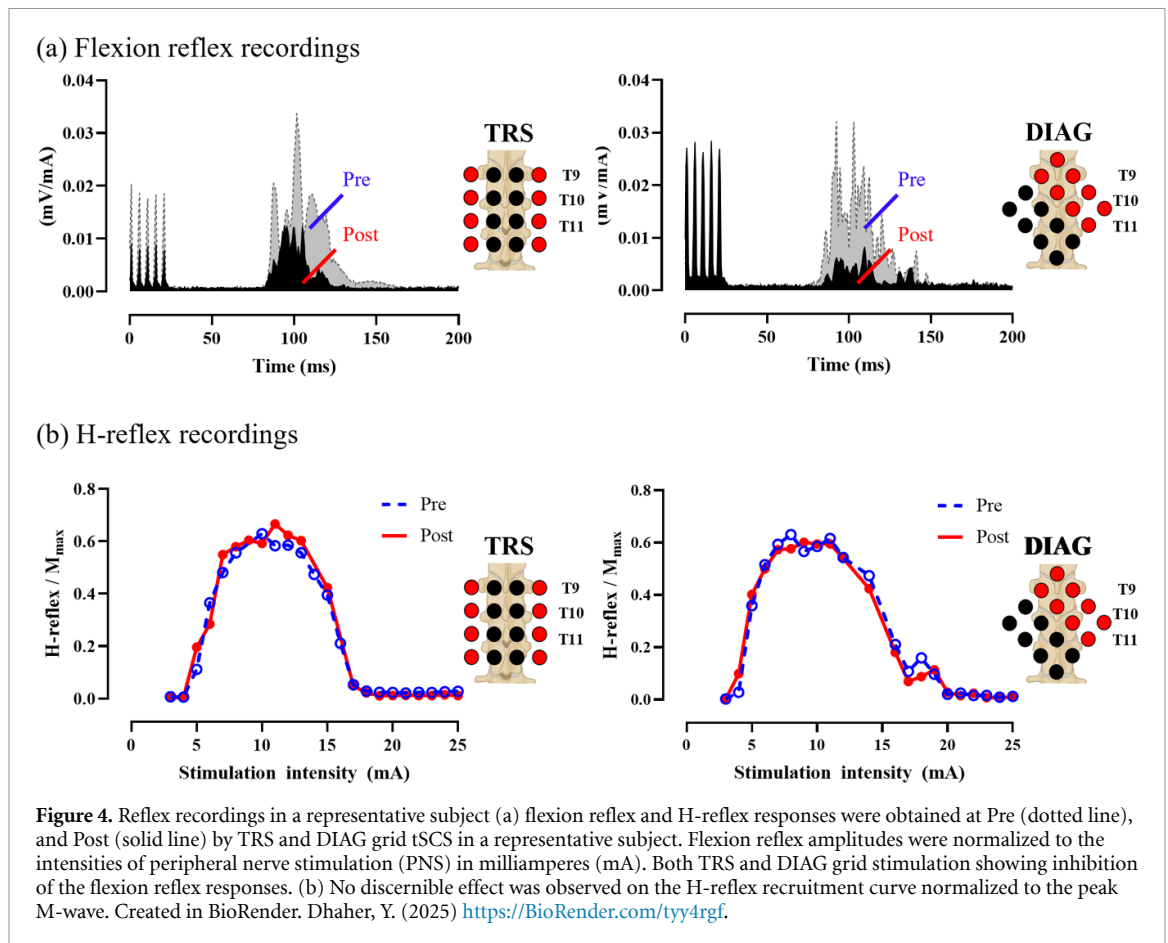 (a) Flexion reflex recordings
0.04
0.03
0.02
0.01
0.00
(mV/mA)
Pre
Post
TRS
T9
T10
T11
0
50
100
150
200
Time (ms)
0.04
0.03
0.02
0.01
0.00
(mV/mA)
Pre
Post
DIAG
T9
T10
T11
0
50
100
150
200
Time (ms)
(b) H-reflex recordings
0.8
0.6
0.4
0.2
0.0
H-reflex / Mmax
Pre
Post
TRS
T9
T10
T11
0
5
10
15
20
25
Stimulation intensity (mA)
0.8
0.6
0.4
0.2
0.0
H-reflex / Mmax
Pre
Post
DIAG
T9
T10
T11
0
5
10
15
20
25
Stimulation intensity (mA)
Figure 4. Reflex recordings in a representative subject (a) flexion reflex and H-reflex responses were obtained at Pre (dotted line),
and Post (solid line) by TRS and DIAG grid tSCS in a representative subject. Flexion reflex amplitudes were normalized to the
intensities of peripheral nerve stimulation (PNS) in milliamperes (mA). Both TRS and DIAG grid stimulation showing inhibition
of the flexion reflex responses. (b) No discernible effect was observed on the H-reflex recruitment curve normalized to the peak
M-wave. Created in BioRender. Dhaher, Y. (2025) https://BioRender.com/tyy4rgf.